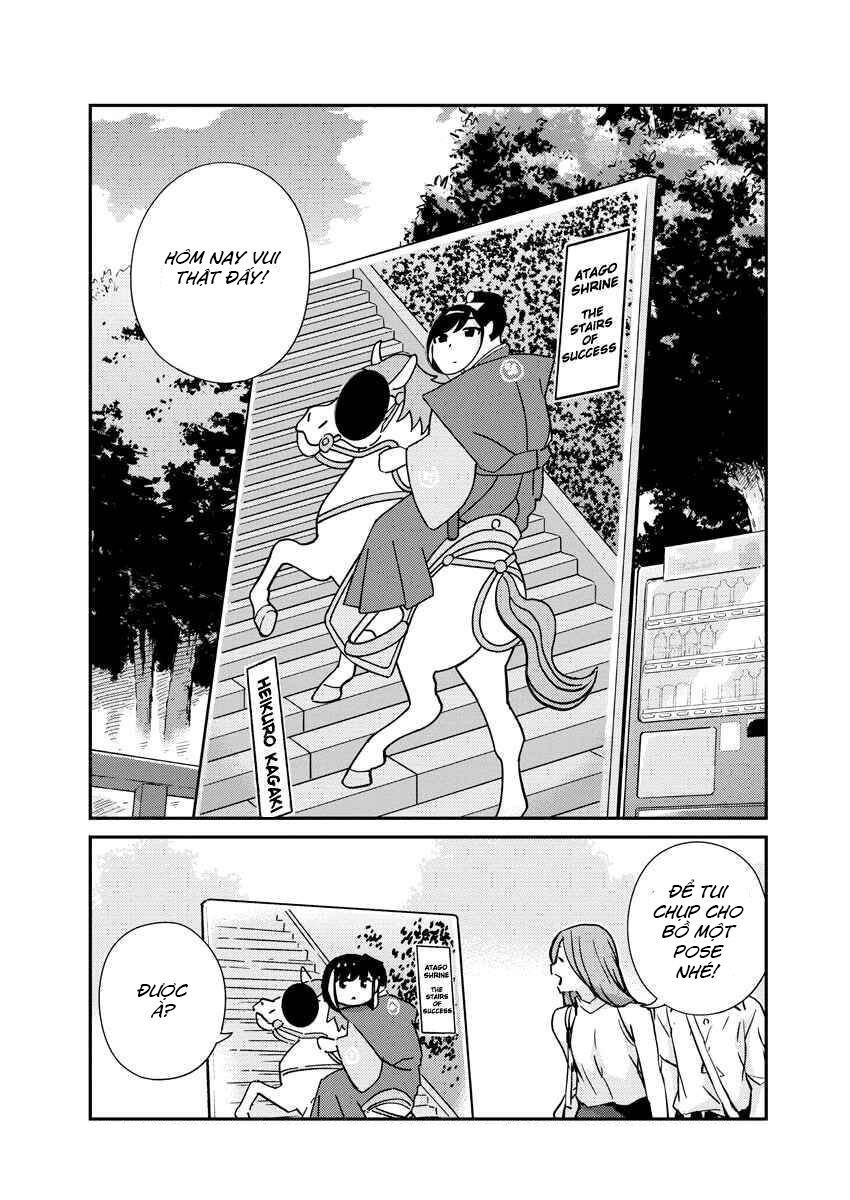 HÔM NAY VUI
THẬT ĐẤY!
ATAGO
SHRINE
THE
STAIRS
OF
SUCCESS
HEIKURO KAGAKI
ĐỂ TUI
CHỤP CHO
BỒ MỘT
POSE
NHÉ!
ĐƯỢC
À?
ATAGO
SHRINE
THE
STAIRS
OF
SUCCESS